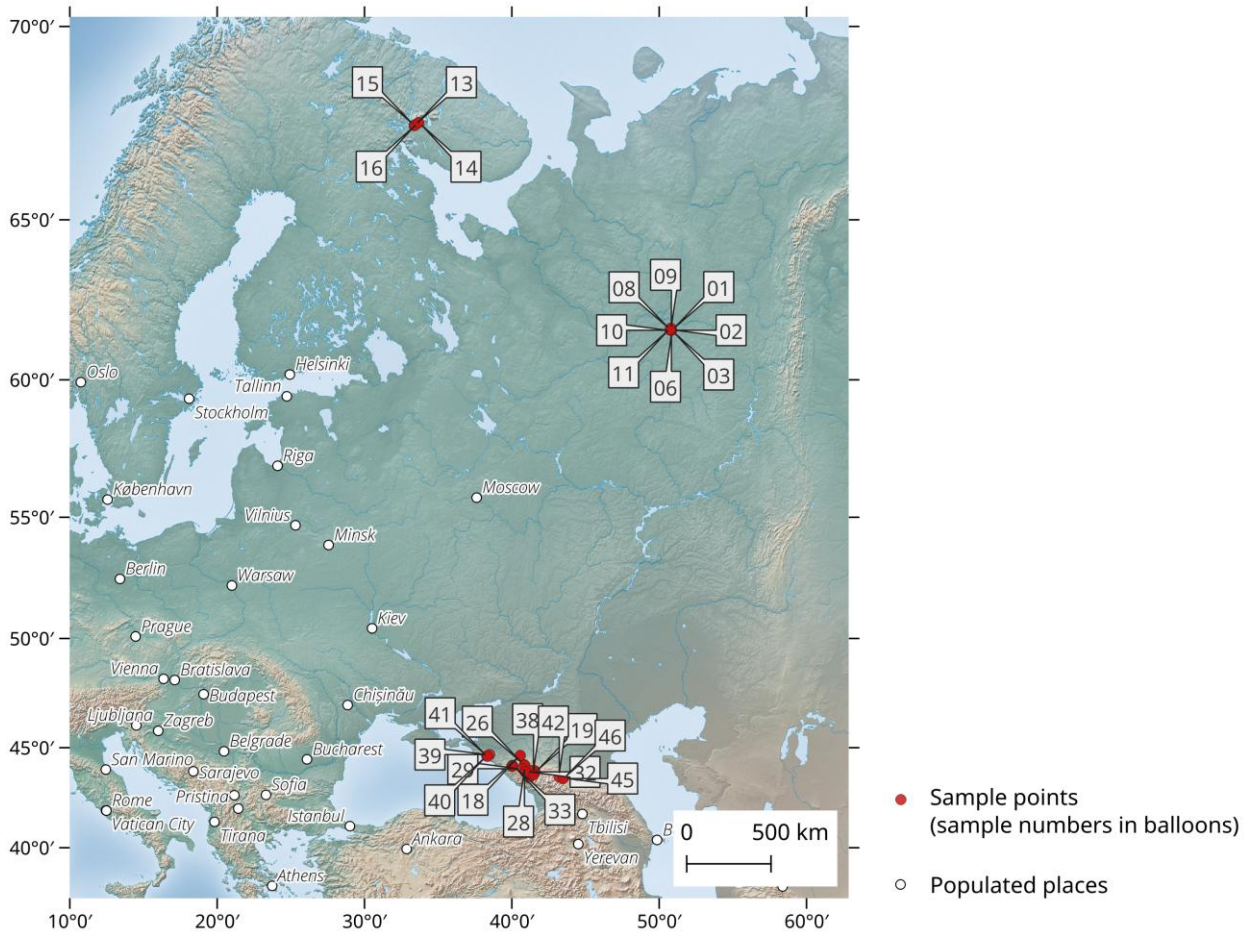 70°0′
65°0′
60°0′
55°0′
50°0′
45°0′
40°0′
15
13
16
14
09
08
01
10
02
11
03
06
Oslo
Helsinki
Tallinn
Stockholm
Riga
København
Moscow
Vilnius
Minsk
Berlin
Warsaw
Kiev
Prague
Vienna
Bratislava
Budapest
Chișinău
Ljubljana
Zagreb
Belgrade
Bucharest
San Marino
Sarajevo
Sofia
Pristina
Rome
Vatican City
Tirana
Istanbul
Ankara
Athens
Tbilisi
Yerevan
B
41
26
38
42
19
46
39
29
32
45
40
18
28
33
0 500 km
10°0′ 20°0′ 30°0′ 40°0′ 50°0′ 60°0′
Sample points
(sample numbers in balloons)
Populated places